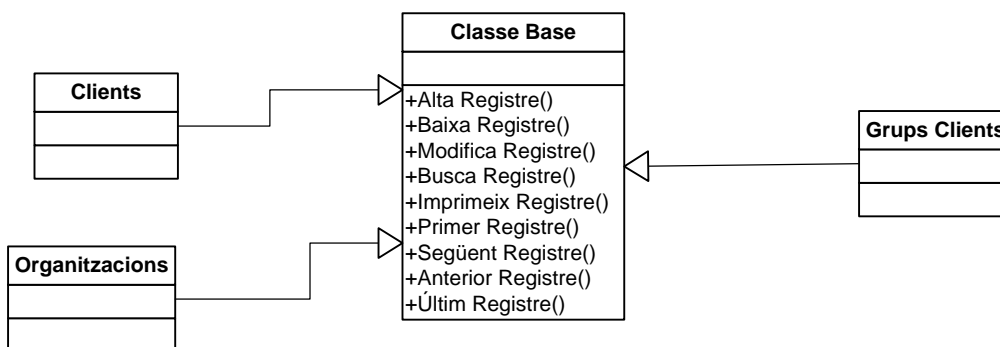 Classe Base
+Alta Registre()
+Baixa Registre()
+Modifica Registre()
+Busca Registre()
+Imprimeix Registre()
+Primer Registre()
+Següent Registre()
+Anterior Registre()
+Últim Registre()
Clients
Organitzacions
Grups Clients